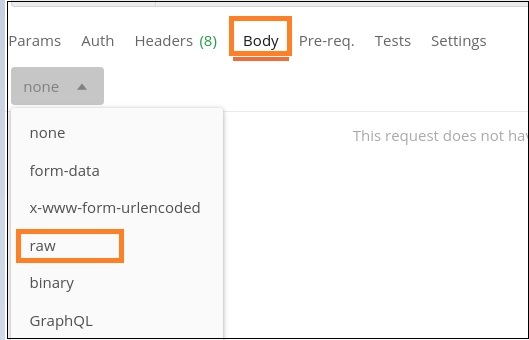 Params Auth Headers (8) Body Pre-req. Tests Settings
none
This request does not hav
none
form-data
x-www-form-urlencoded
raw
binary
GraphQL